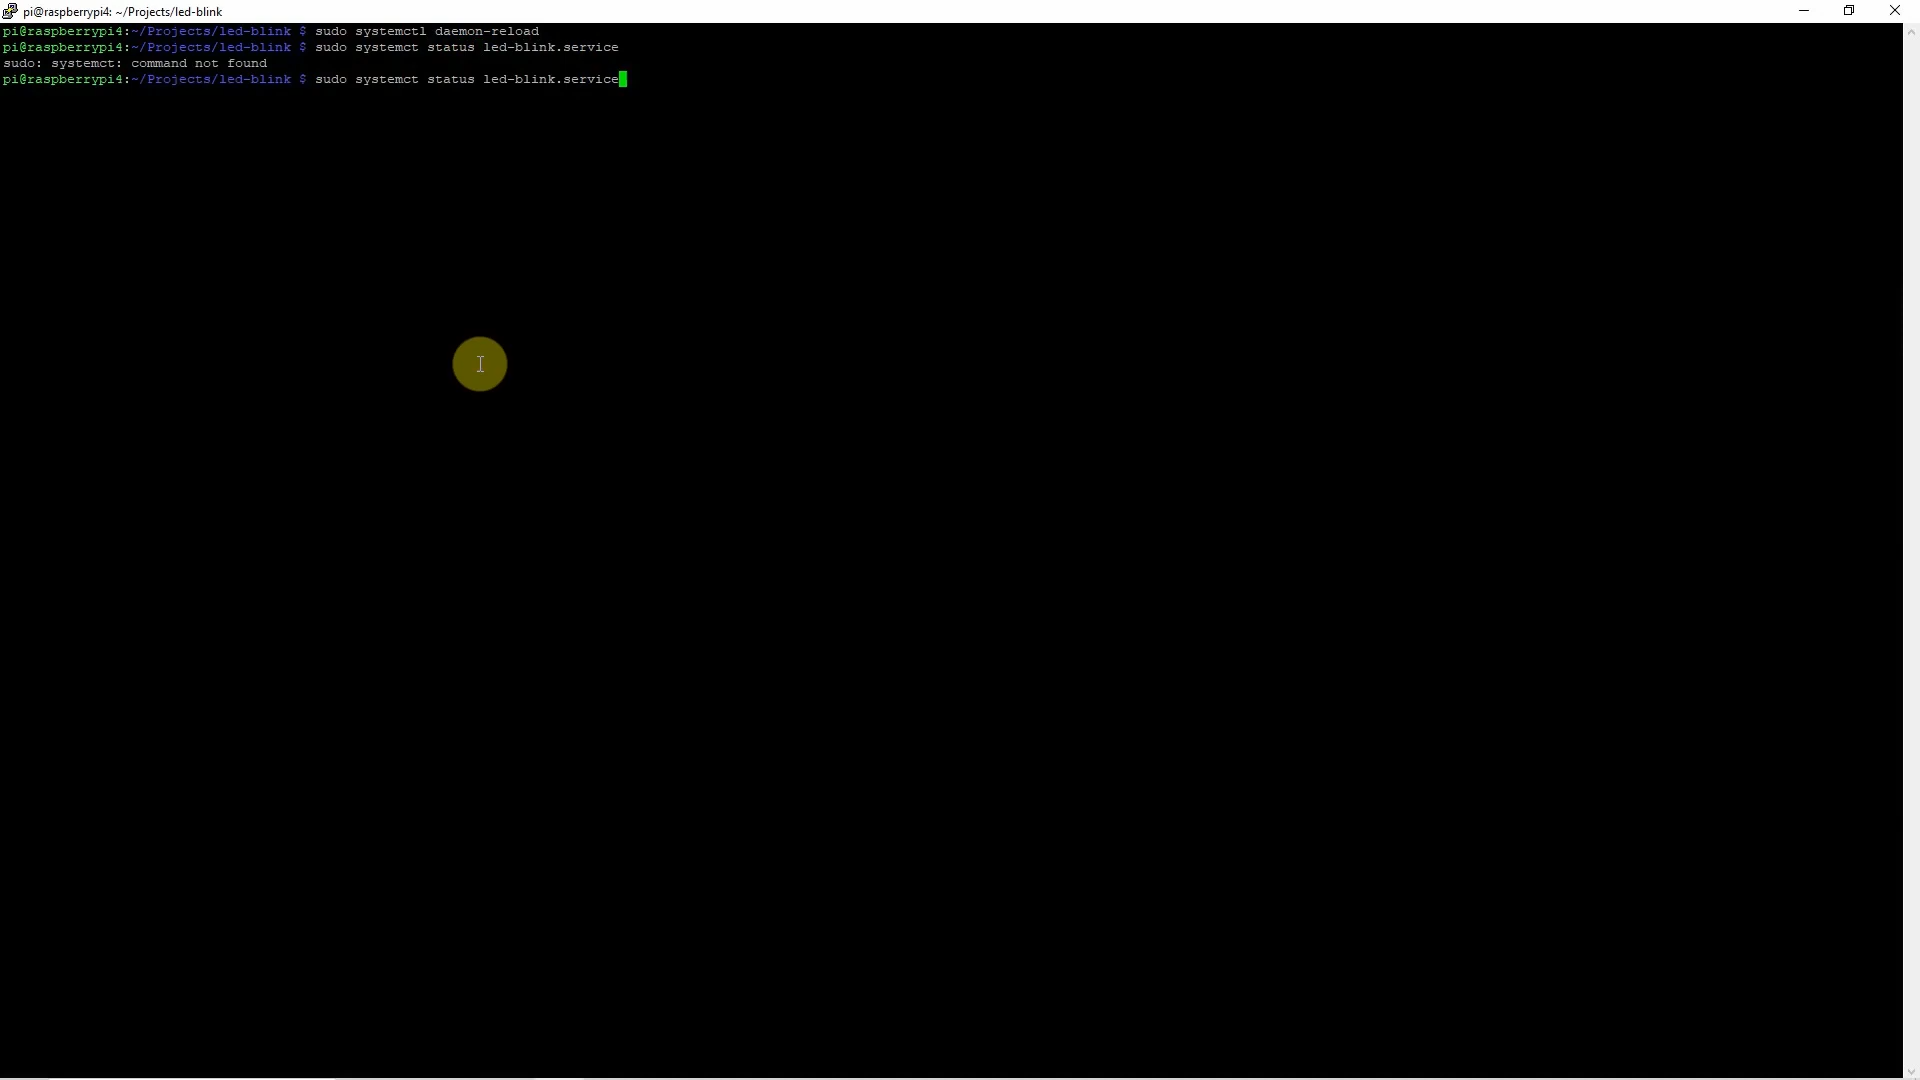 pi@raspberrypi4: ~/Projects/led-blink
pi@raspberrypi4:~/Projects/led-blink $ sudo systemctl daemon-reload
pi@raspberrypi4:~/Projects/led-blink $ sudo systemct status led-blink.service
sudo: systemct: command not found
pi@raspberrypi4:~/Projects/led-blink $ sudo systemct status led-blink.service